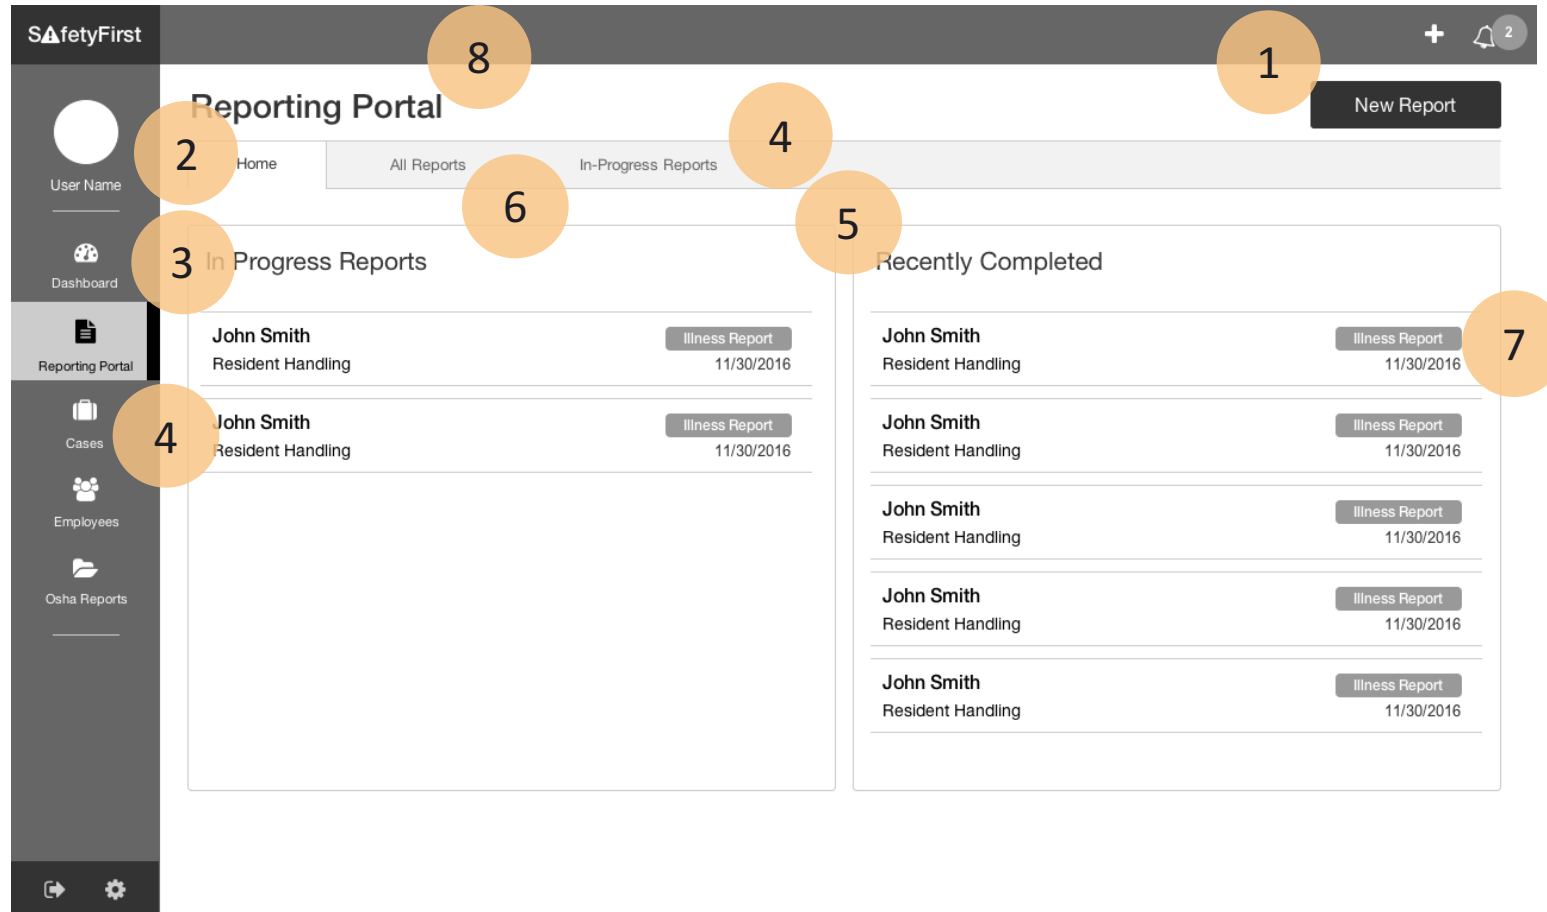 S fetyFirst
2
8
1
Reporting Portal
New Report
4
2
Home
All Reports
In-Progress Reports
User Name
6
5
3
In Progress Reports
Recently Completed
Dashboard
John Smith
Illness Report
Resident Handling
11/30/2016
John Smith
Illness Report
Resident Handling
11/30/2016
7
Reporting Portal
John Smith
Illness Report
Resident Handling
11/30/2016
John Smith
Illness Report
Resident Handling
11/30/2016
4
Cases
John Smith
Illness Report
Resident Handling
11/30/2016
Employees
John Smith
Illness Report
Resident Handling
11/30/2016
Osha Reports
John Smith
Illness Report
Resident Handling
11/30/2016